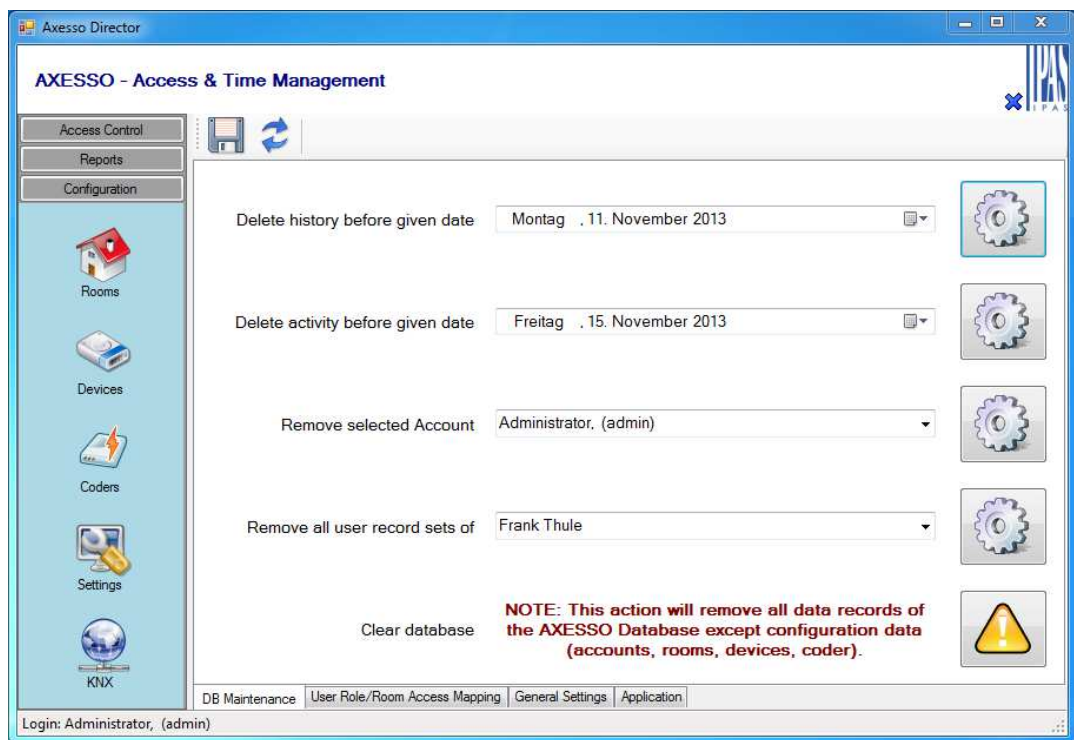 Axesso Director
AXESSO - Access & Time Management
IPAS
IPAS
Access Control
Reports
Configuration
Rooms
Devices
Coders
Settings
KNX
Delete history before given date
Montag , 11. November 2013
Delete activity before given date
Freitag , 15. November 2013
Remove selected Account
Administrator, (admin)
Remove all user record sets of
Frank Thule
Clear database
NOTE: This action will remove all data records of
the AXESSO Database except configuration data
(accounts, rooms, devices, coder).
DB Maintenance
User Role/Room Access Mapping
General Settings
Application
Login: Administrator, (admin)